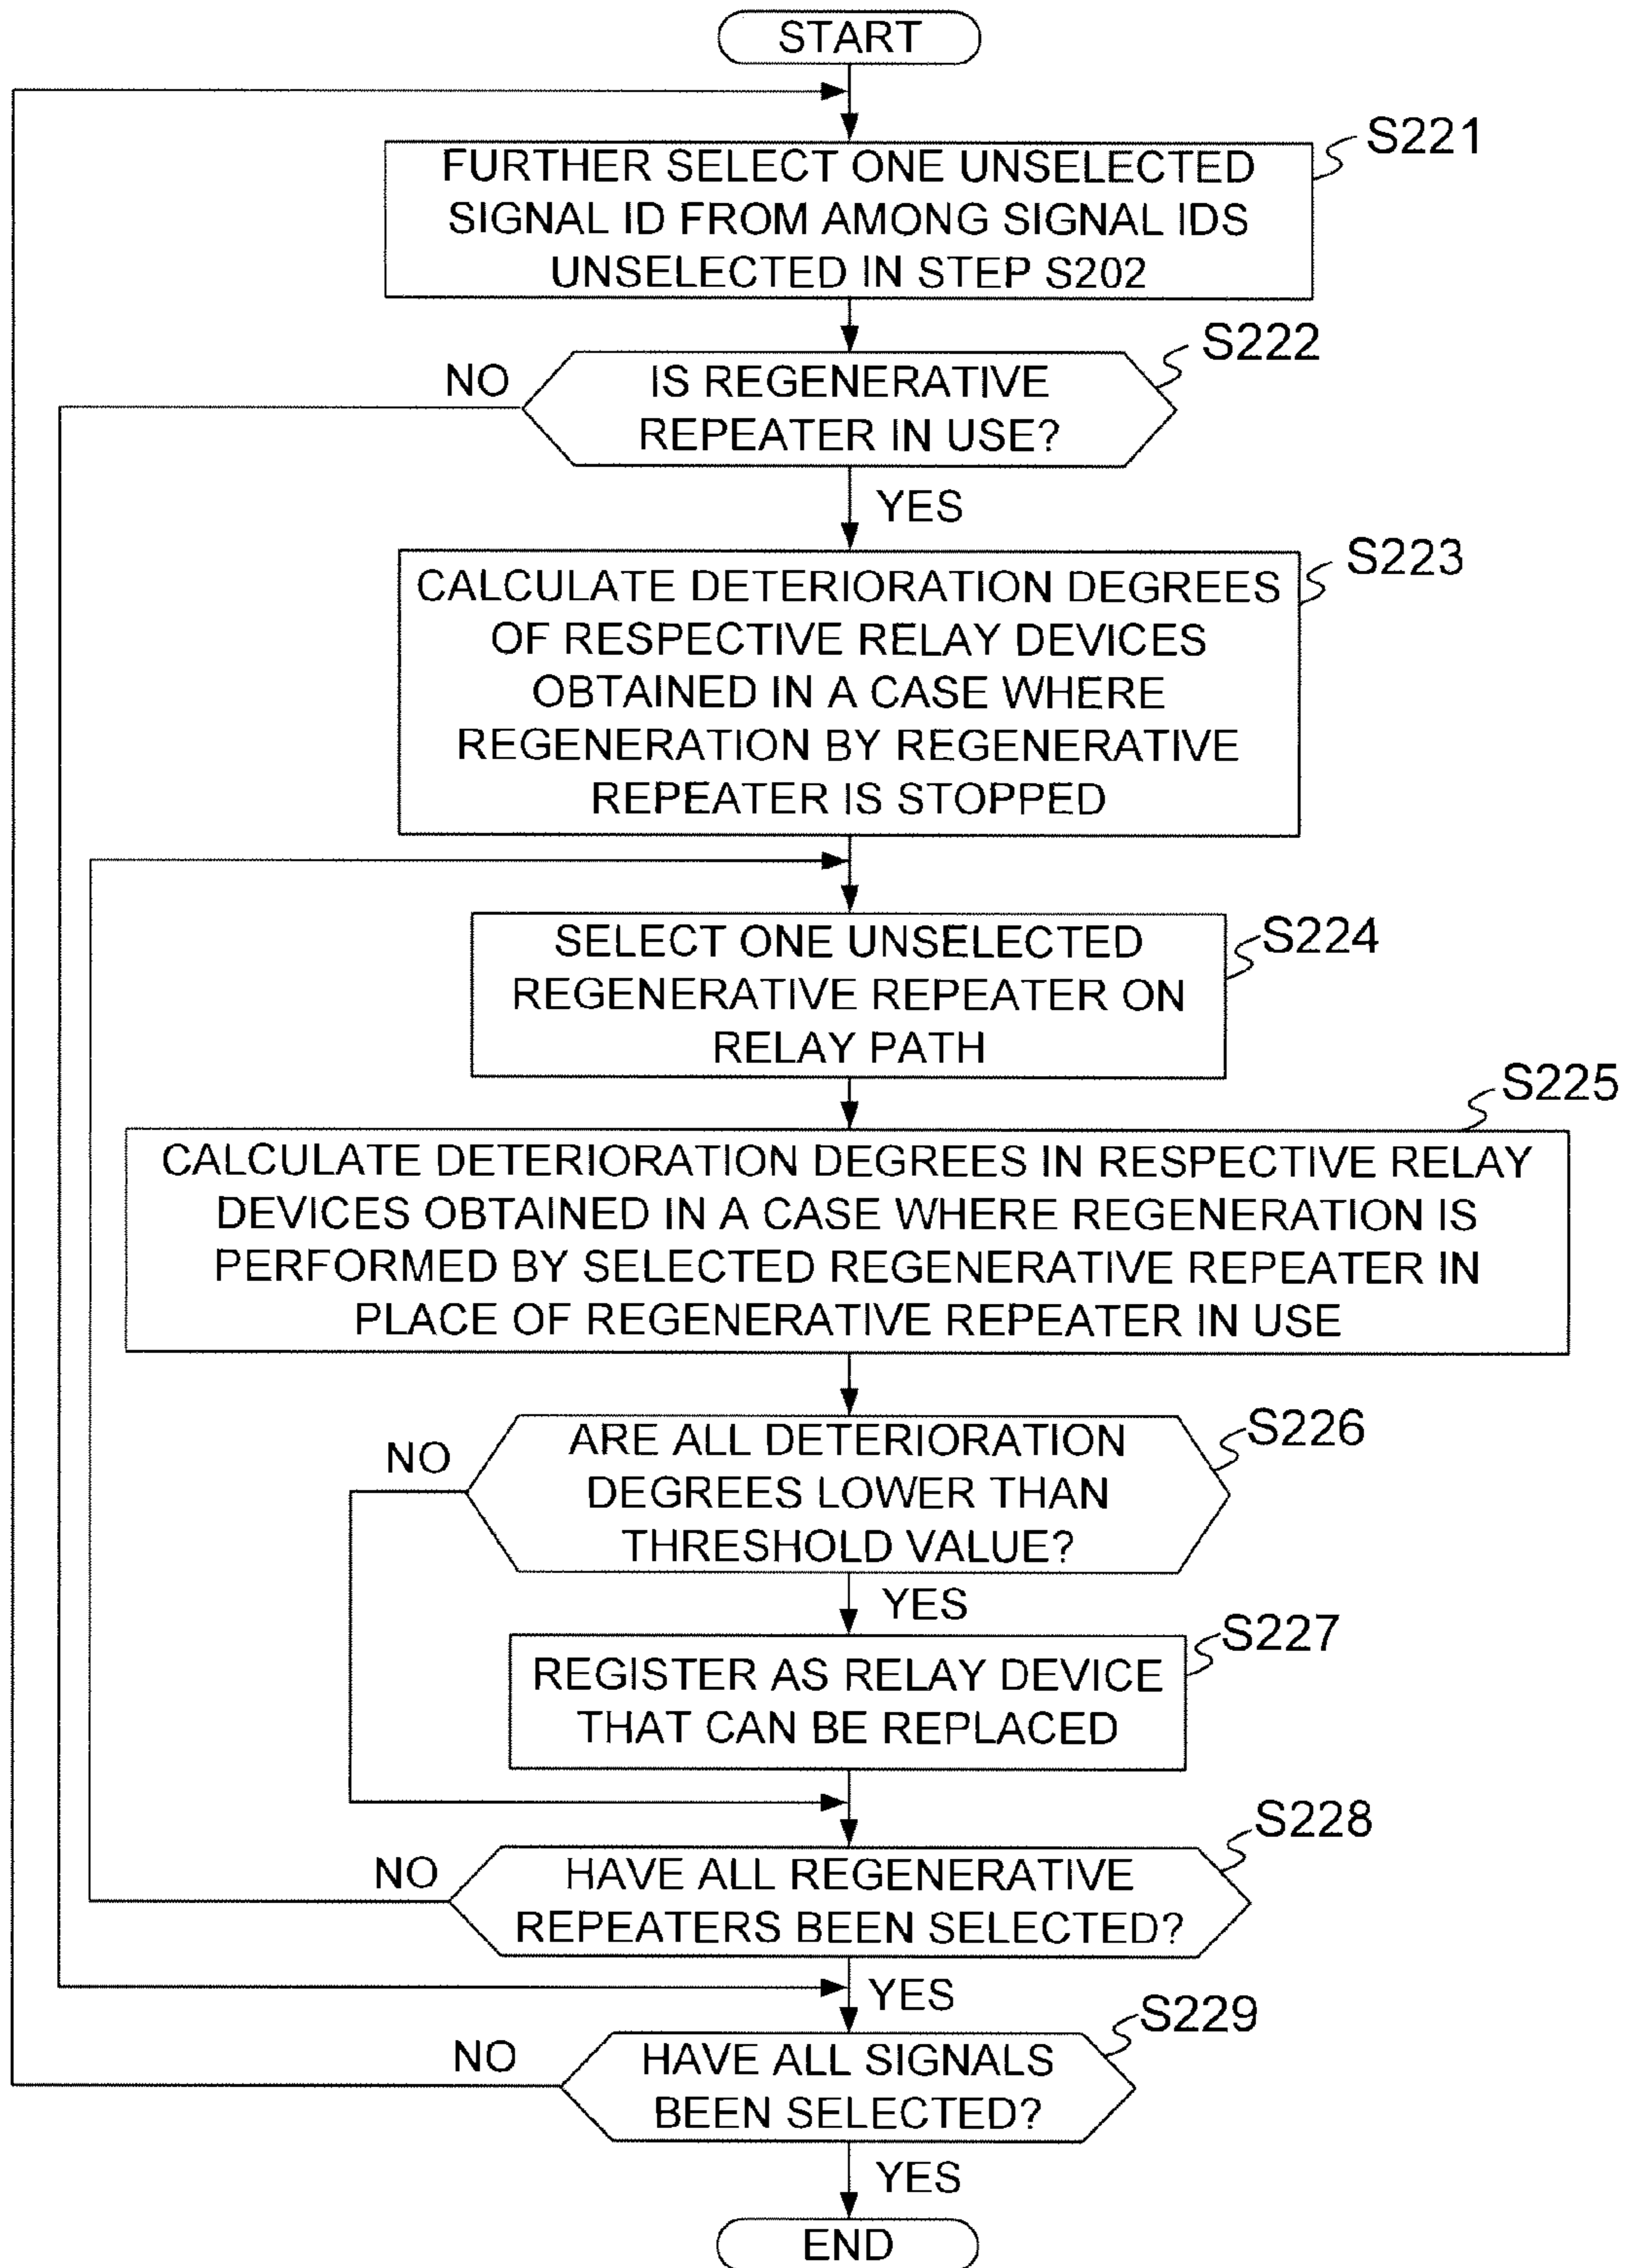 START
S221
FURTHER SELECT ONE UNSELECTED
SIGNAL ID FROM AMONG SIGNAL IDS
UNSELECTED IN STEP S202
S222
NO
IS REGENERATIVE
REPEATER IN USE?
YES
S223
CALCULATE DETERIORATION DEGREES
OF RESPECTIVE RELAY DEVICES
OBTAINED IN A CASE WHERE
REGENERATION BY REGENERATIVE
REPEATER IS STOPPED
S224
SELECT ONE UNSELECTED
REGENERATIVE REPEATER ON
RELAY PATH
S225
CALCULATE DETERIORATION DEGREES IN RESPECTIVE RELAY
DEVICES OBTAINED IN A CASE WHERE REGENERATION IS
PERFORMED BY SELECTED REGENERATIVE REPEATER IN
PLACE OF REGENERATIVE REPEATER IN USE
S226
NO
ARE ALL DETERIORATION
DEGREES LOWER THAN
THRESHOLD VALUE?
YES
S227
REGISTER AS RELAY DEVICE
THAT CAN BE REPLACED
S228
NO
HAVE ALL REGENERATIVE
REPEATERS BEEN SELECTED?
YES
S229
NO
HAVE ALL SIGNALS
BEEN SELECTED?
YES
END